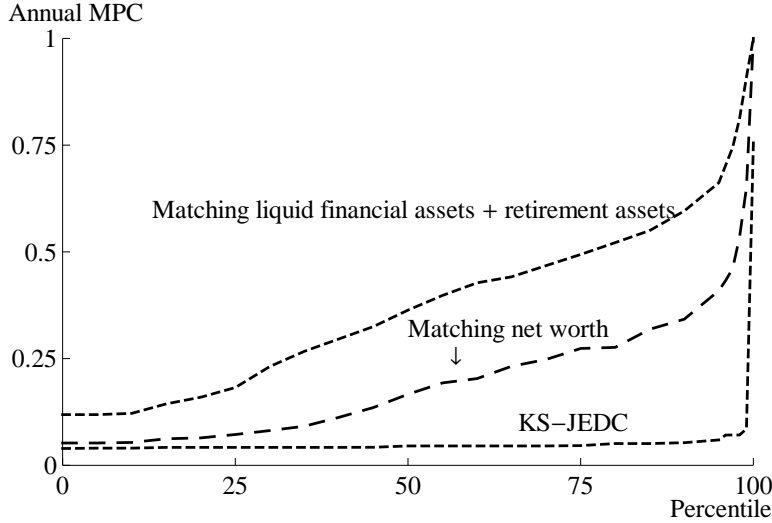 Annual MPC
1
0.75
Matching liquid financial assets + retirement assets
0.5
Matching net worth
↓
0.25
KS−JEDC
0
0 25 50 75 100
Percentile